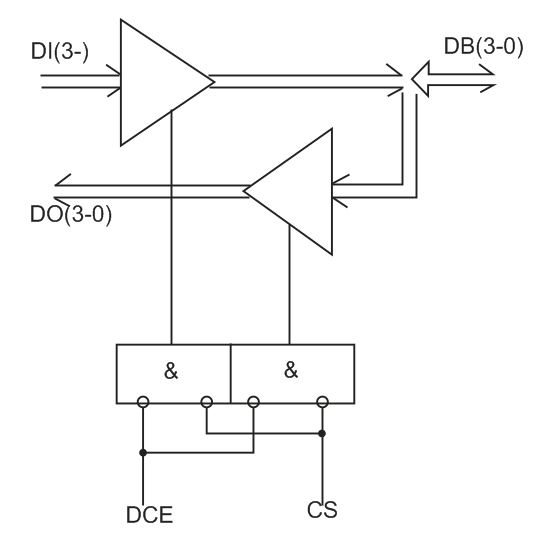 DI(3-)
DB(3-0)
DO(3-0)
& &
DCE
CS